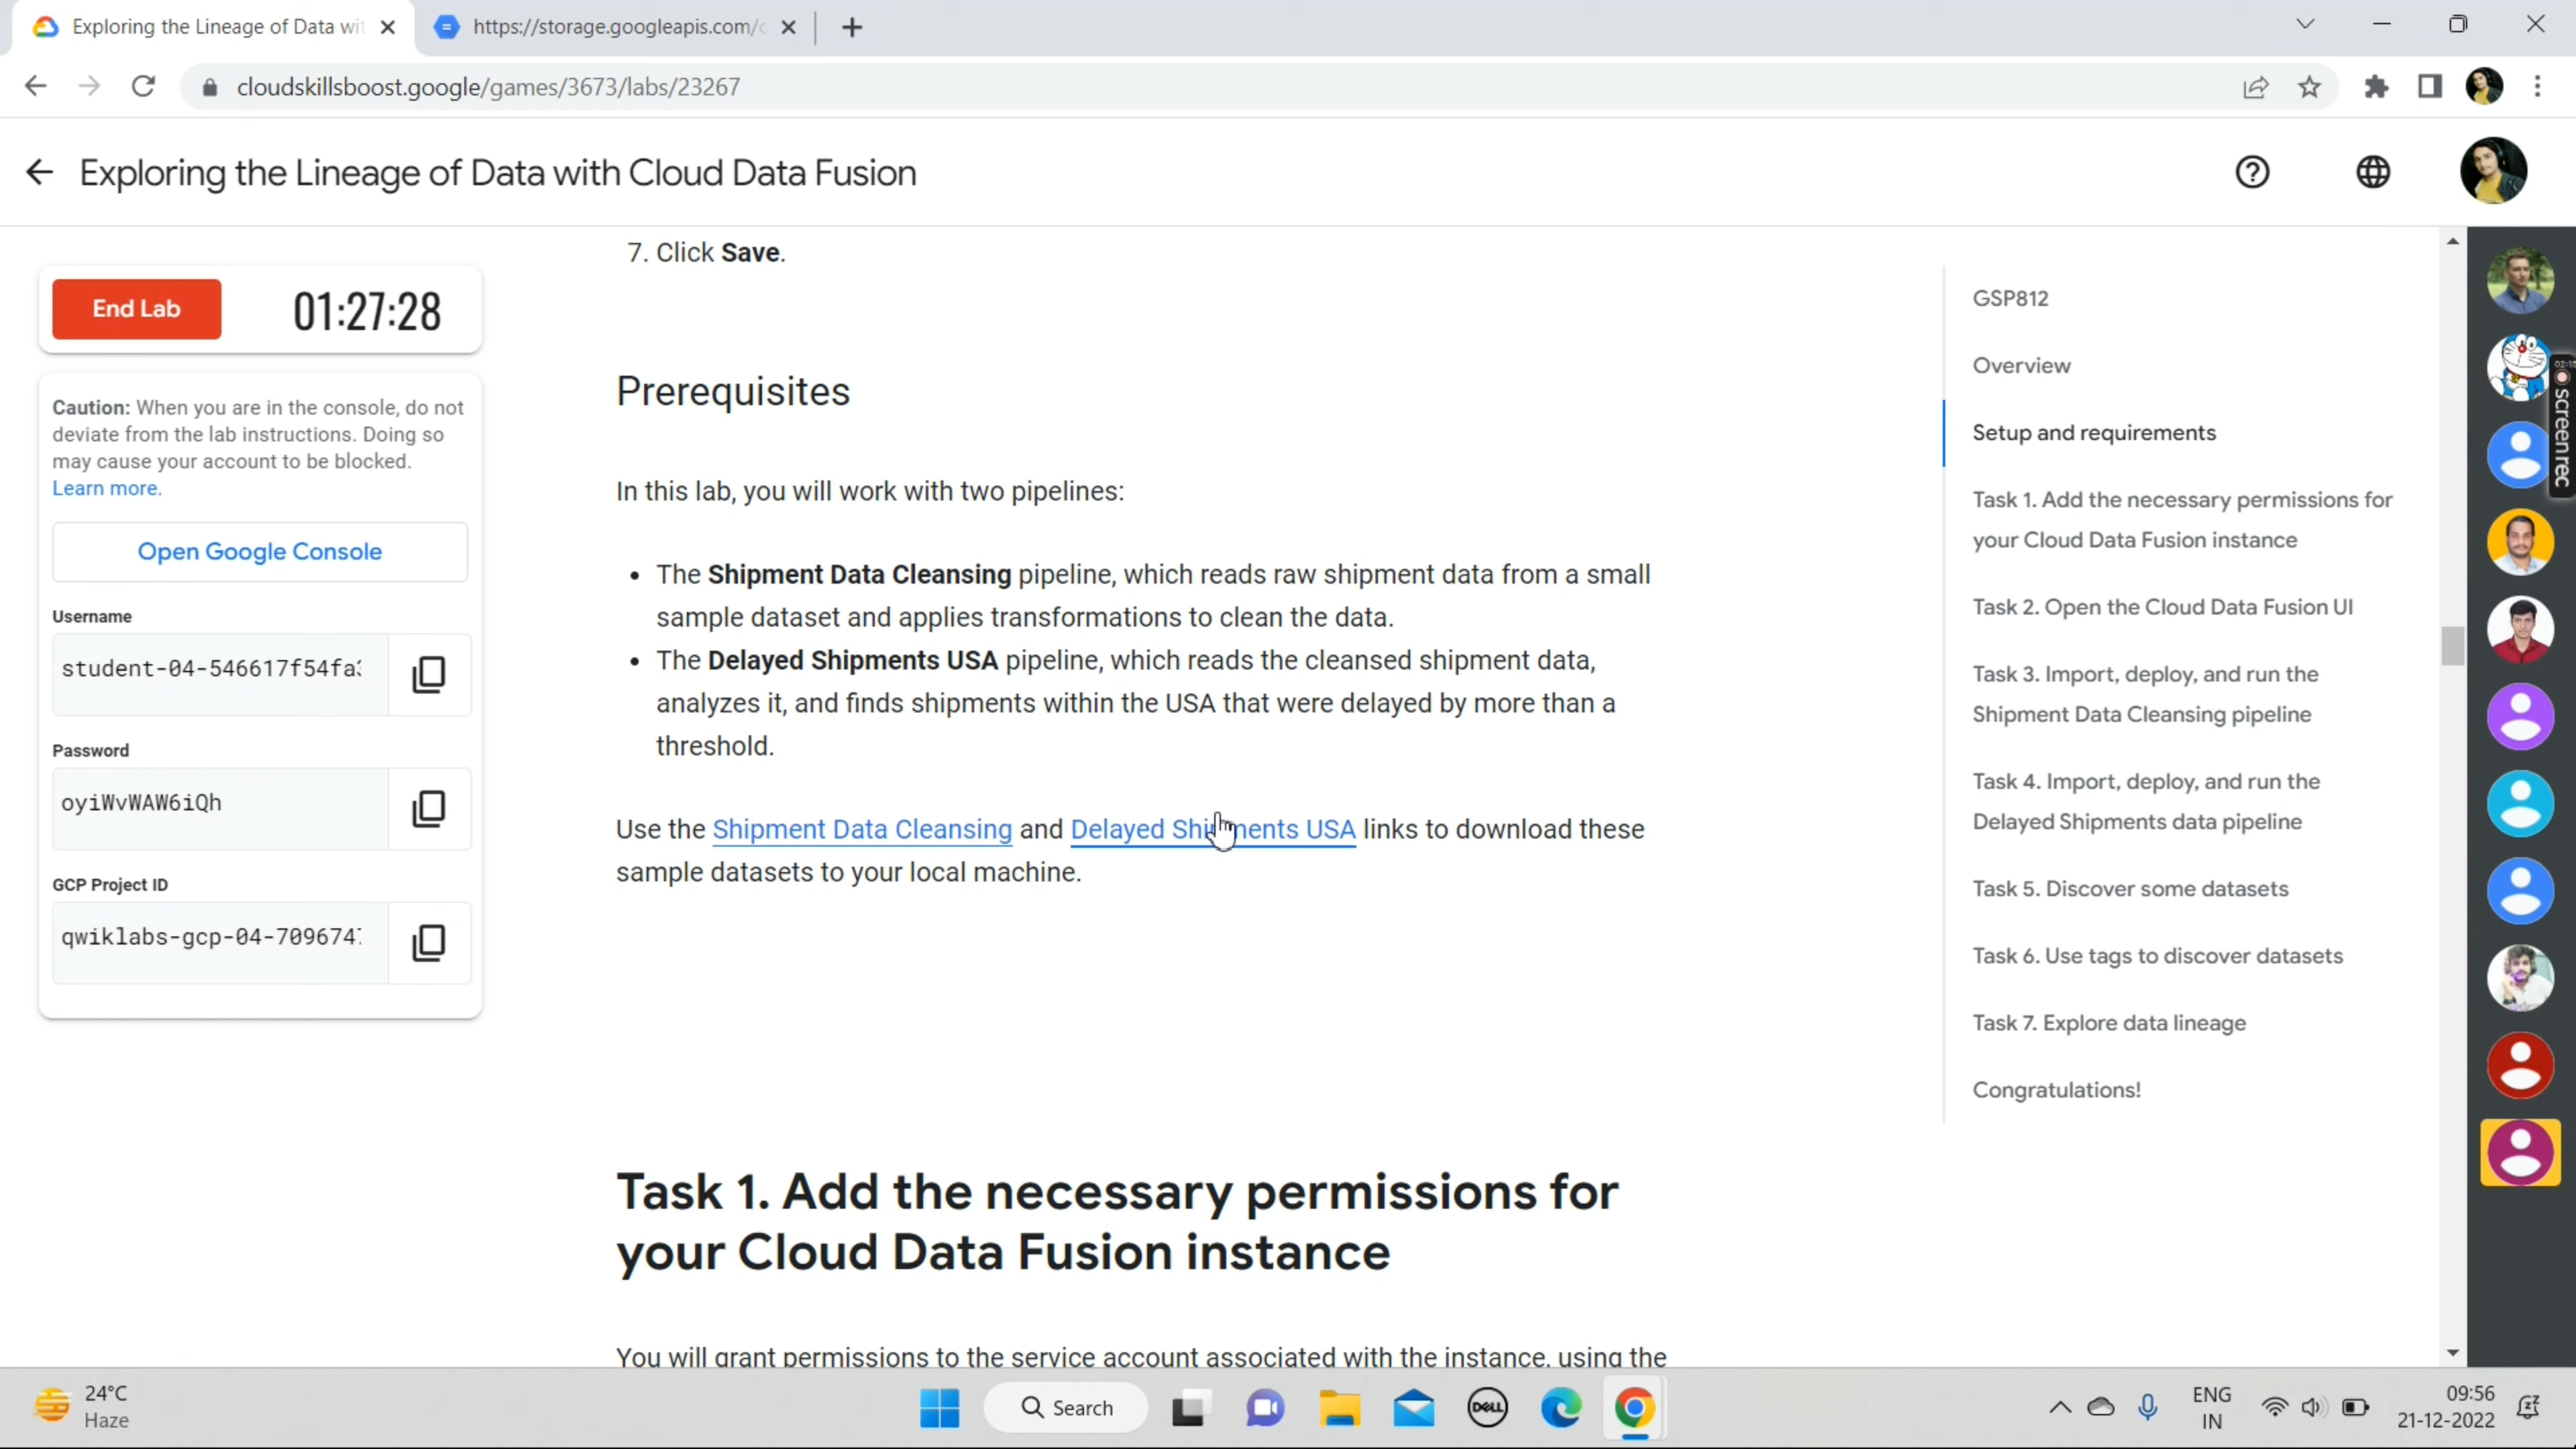 Exploring the Lineage of Data wit
https://storage.googleapis.com/
cloudskillsboost.google/games/3673/labs/23267
Exploring the Lineage of Data with Cloud Data Fusion
End Lab
01:27:28
Caution: When you are in the console, do not
deviate from the lab instructions. Doing so
may cause your account to be blocked.
Learn more.
Open Google Console
Username
student-04-546617f54fa
Password
oyiWvWAW6iQh
GCP Project ID
qwiklabs-gcp-04-709674
7. Click Save.
Prerequisites
In this lab, you will work with two pipelines:
• The Shipment Data Cleansing pipeline, which reads raw shipment data from a small
sample dataset and applies transformations to clean the data.
• The Delayed Shipments USA pipeline, which reads the cleansed shipment data,
analyzes it, and finds shipments within the USA that were delayed by more than a
threshold.
Use the Shipment Data Cleansing and Delayed Shipments USA links to download these
sample datasets to your local machine.
Task 1. Add the necessary permissions for
your Cloud Data Fusion instance
You will grant permissions to the service account associated with the instance, using the
GSP812
Overview
Setup and requirements
Task 1. Add the necessary permissions for
your Cloud Data Fusion instance
Task 2. Open the Cloud Data Fusion UI
Task 3. Import, deploy, and run the
Shipment Data Cleansing pipeline
Task 4. Import, deploy, and run the
Delayed Shipments data pipeline
Task 5. Discover some datasets
Task 6. Use tags to discover datasets
Task 7. Explore data lineage
Congratulations!
screenrec
24°C
Haze
Search
DELL
ENG
IN
09:56
21-12-2022